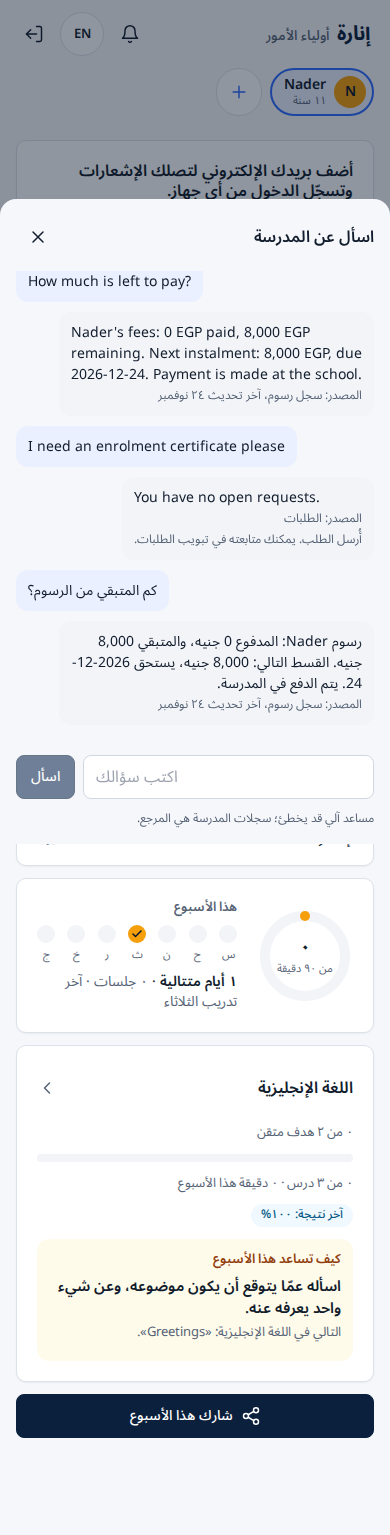 إنارة أولياء الأمور
EN
N
Nader
١١ سنة
أضف بريدك الإلكتروني لتصلك الإشعارات
وتسجّل الدخول من أي جهاز.
اسأل عن المدرسة
How much is left to pay?
Nader's fees: 0 EGP paid, 8,000 EGP
remaining. Next instalment: 8,000 EGP, due
2026-12-24. Payment is made at the school.
المصدر: سجل رسوم، آخر تحديث ٢٤ نوفمبر
I need an enrolment certificate please
You have no open requests.
المصدر: الطلبات
أُرسل الطلب. يمكنك متابعته في تبويب الطلبات.
كم المتبقي من الرسوم؟
رسوم Nader: المدفوع 0 جنيه، والمتبقي 8,000
جنيه. القسط التالي: 8,000 جنيه، يستحق 2026-12-
24. يتم الدفع في المدرسة.
المصدر: سجل رسوم، آخر تحديث ٢٤ نوفمبر
اكتب سؤالك
اسأل
مساعد آلي قد يخطئ؛ سجلات المدرسة هي المرجع.
٠
من ٩٠ دقيقة
هذا الأسبوع
س ح ن ث ر خ ج
١ أيام متتالية · ٠ جلسات · آخر
تدريب الثلاثاء
اللغة الإنجليزية
٠ من ٢ هدف متقن
٠ من ٣ درس · ٠ دقيقة هذا الأسبوع
آخر نتيجة: ١٠٠%
كيف تساعد هذا الأسبوع
اسأله عمّا يتوقع أن يكون موضوعه، وعن شيء
واحد يعرفه عنه.
التالي في اللغة الإنجليزية: «Greetings».
شارك هذا الأسبوع